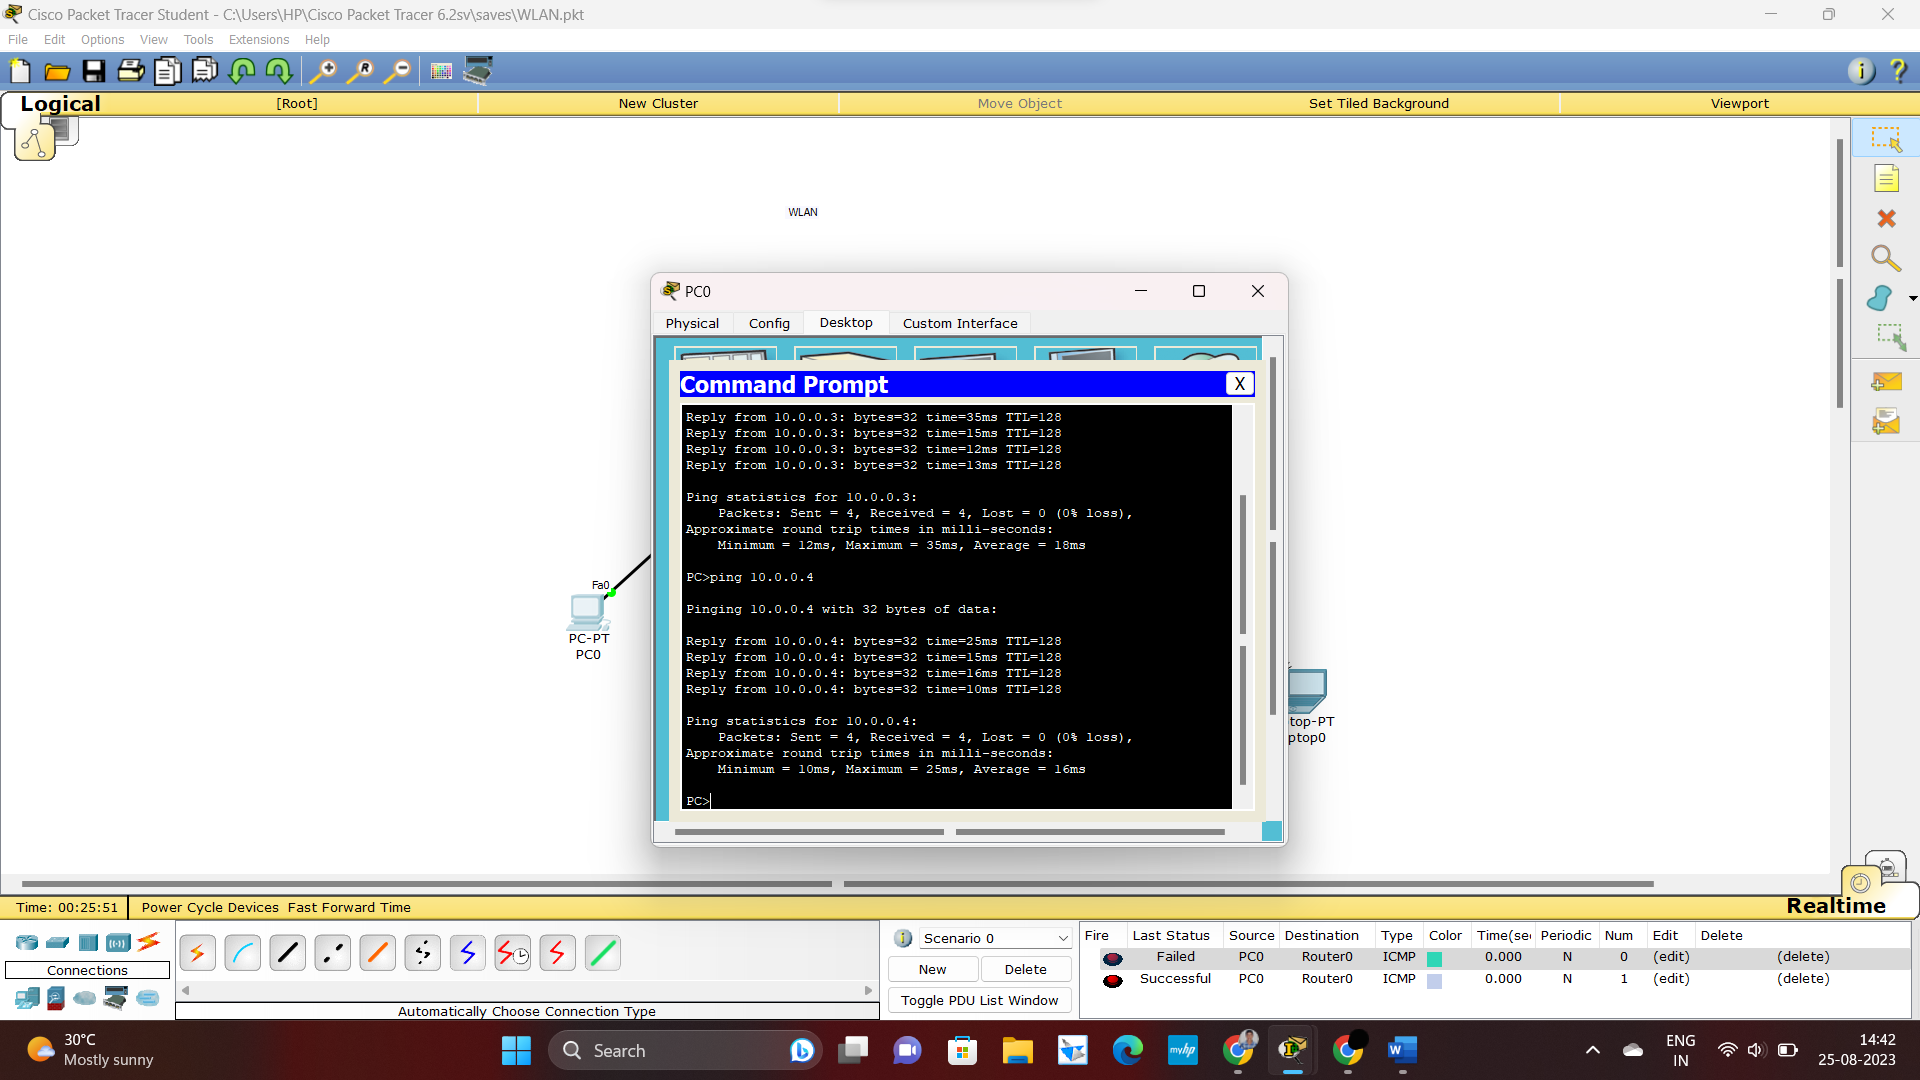 Cisco Packet Tracer Student - C:\Users\HP\Cisco Packet Tracer 6.2sv\saves\WLAN.pkt
File Edit Options View Tools Extensions Help
Logical [Root] New Cluster Move Object Set Tiled Background Viewport
WLAN
PC0
Physical Config Desktop Custom Interface
Command Prompt X
Reply from 10.0.0.3: bytes=32 time=35ms TTL=128
Reply from 10.0.0.3: bytes=32 time=15ms TTL=128
Reply from 10.0.0.3: bytes=32 time=12ms TTL=128
Reply from 10.0.0.3: bytes=32 time=13ms TTL=128
Ping statistics for 10.0.0.3:
Packets: Sent = 4, Received = 4, Lost = 0 (0% loss),
Approximate round trip times in milli-seconds:
Minimum = 12ms, Maximum = 35ms, Average = 18ms
PC>ping 10.0.0.4
Pinging 10.0.0.4 with 32 bytes of data:
Reply from 10.0.0.4: bytes=32 time=25ms TTL=128
Reply from 10.0.0.4: bytes=32 time=15ms TTL=128
Reply from 10.0.0.4: bytes=32 time=16ms TTL=128
Reply from 10.0.0.4: bytes=32 time=10ms TTL=128
Ping statistics for 10.0.0.4:
Packets: Sent = 4, Received = 4, Lost = 0 (0% loss),
Approximate round trip times in milli-seconds:
Minimum = 10ms, Maximum = 25ms, Average = 16ms
PC>
Fa0
PC-PT
PC0
top-PT
ptop0
Time: 00:25:51 Power Cycle Devices Fast Forward Time
Realtime
Connections
Automatically Choose Connection Type
Scenario 0
New Delete
Toggle PDU List Window
Fire Last Status Source Destination Type Color Time(sec Periodic Num Edit Delete
Failed PC0 Router0 ICMP 0.000 N 0 (edit) (delete)
Successful PC0 Router0 ICMP 0.000 N 1 (edit) (delete)
30°C
Mostly sunny
Search
myhp
ENG
IN
14:42
25-08-2023